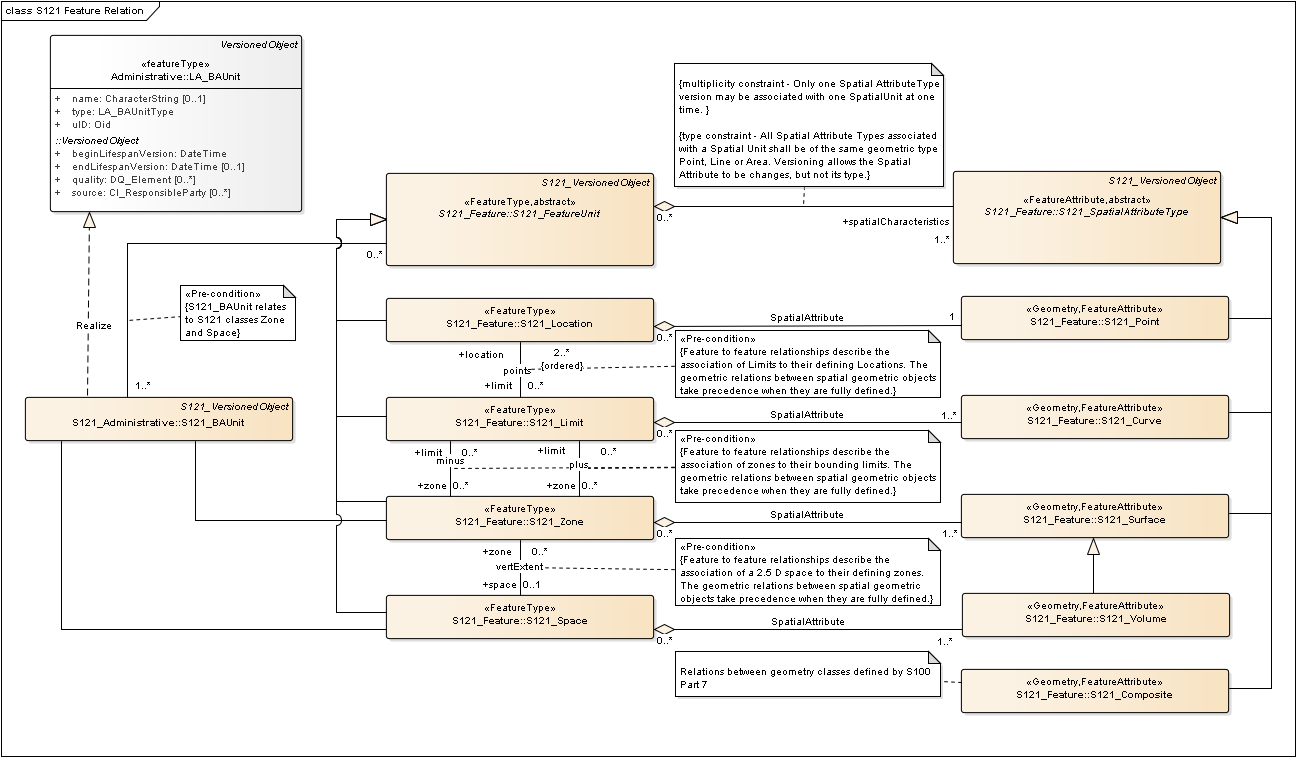 class S121 Feature Relation
VersionedObject
«featureType»
Administrative::LA_BAUnit
+ name: CharacterString [0..1]
+ type: LA_BAUnitType
+ uID: Oid
::VersionedObject
+ beginLifespanVersion: DateTime
+ endLifespanVersion: DateTime [0..1]
+ quality: DQ_Element [0..*]
+ source: CI_ResponsibleParty [0..*]
{multiplicity constraint - Only one Spatial AttributeType
version may be associated with one SpatialUnit at one
time. }
{type constraint - All Spatial Attribute Types associated
with a Spatial Unit shall be of the same geometric type
Point, Line or Area. Versioning allows the Spatial
Attribute to be changes, but not its type.}
S121_VersionedObject
«FeatureType,abstract»
S121_Feature::S121_FeatureUnit
0..*
0..*
+spatialCharacteristics
1..*
S121_VersionedObject
«FeatureAttribute,abstract»
S121_Feature::S121_SpatialAttributeType
«Pre-condition»
{S121_BAUnit relates
to S121 classes Zone
and Space}
Realize
1..*
S121_VersionedObject
S121_Administrative::S121_BAUnit
«FeatureType»
S121_Feature::S121_Location
0..*
SpatialAttribute
1
«Geometry,FeatureAttribute»
S121_Feature::S121_Point
+location
2..*
{ordered}
points
+limit
0..*
«Pre-condition»
{Feature to feature relationships describe the
association of Limits to their defining Locations. The
geometric relations between spatial geometric objects
take precedence when they are fully defined.}
«FeatureType»
S121_Feature::S121_Limit
0..*
SpatialAttribute
1..*
«Geometry,FeatureAttribute»
S121_Feature::S121_Curve
+limit
0..*
minus
+zone
0..*
+limit
0..*
plus
+zone
0..*
«Pre-condition»
{Feature to feature relationships describe the
association of zones to their bounding limits. The
geometric relations between spatial geometric objects
take precedence when they are fully defined.}
«FeatureType»
S121_Feature::S121_Zone
0..*
SpatialAttribute
1..*
«Geometry,FeatureAttribute»
S121_Feature::S121_Surface
+zone
0..*
vertExtent
+space
0..1
«Pre-condition»
{Feature to feature relationships describe the
association of a 2.5 D space to their defining zones.
The geometric relations between spatial geometric
objects take precedence when they are fully defined.}
«FeatureType»
S121_Feature::S121_Space
0..*
SpatialAttribute
1..*
«Geometry,FeatureAttribute»
S121_Feature::S121_Volume
Relations between geometry classes defined by S100
Part 7
«Geometry,FeatureAttribute»
S121_Feature::S121_Composite